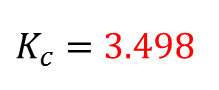 K_c = 3.498